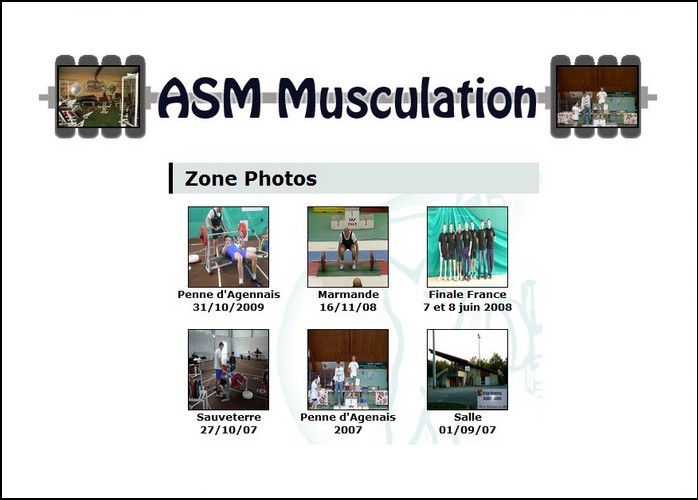 ASM Musculation
Zone Photos
Penne d'Agennais
31/10/2009
Marmande
16/11/08
Finale France
7 et 8 juin 2008
Sauveterre
27/10/07
Penne d'Agenais
2007
Salle
01/09/07